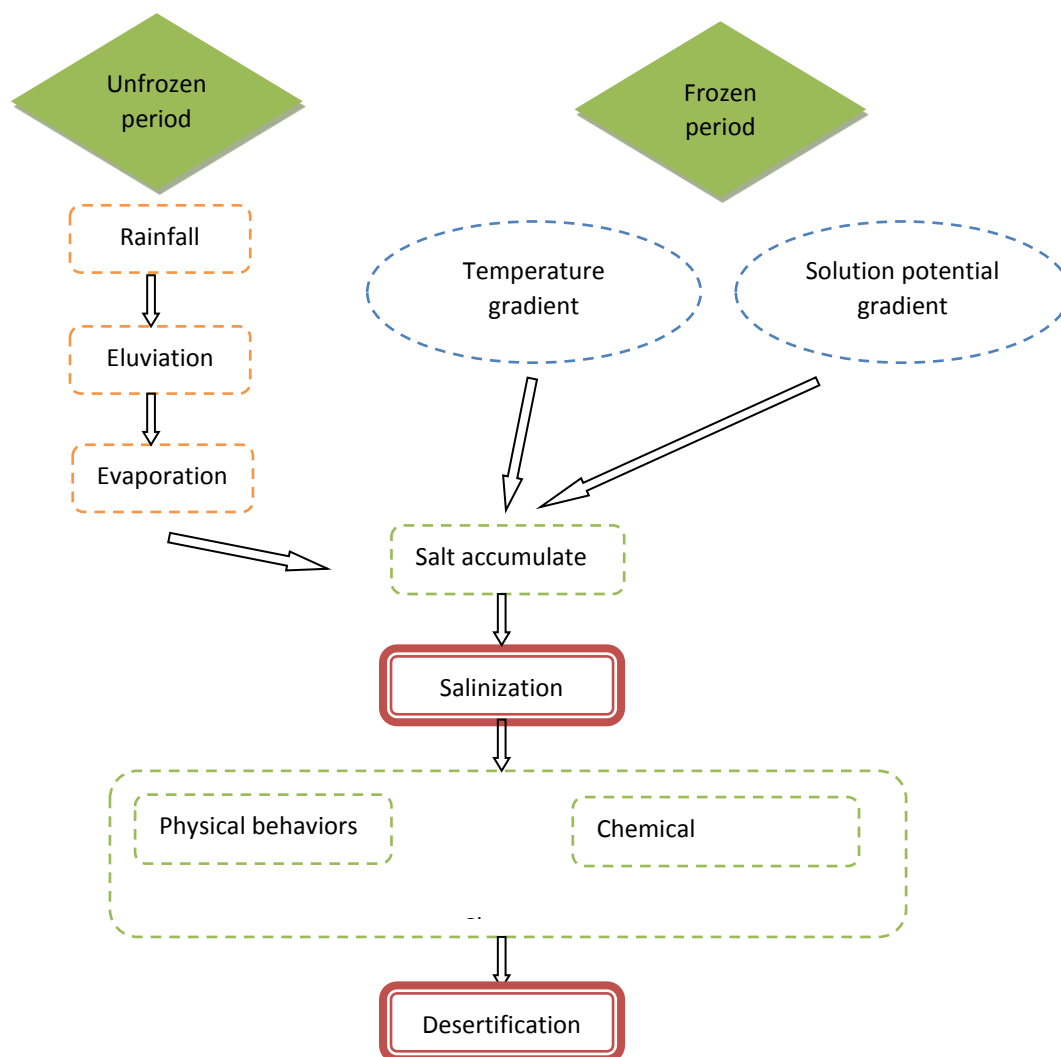 Unfrozen
period
Frozen
period
Rainfall
Temperature
gradient
Solution potential
gradient
Eluviation
Evaporation
Salt accumulate
Salinization
Physical behaviors
Chemical
Desertification